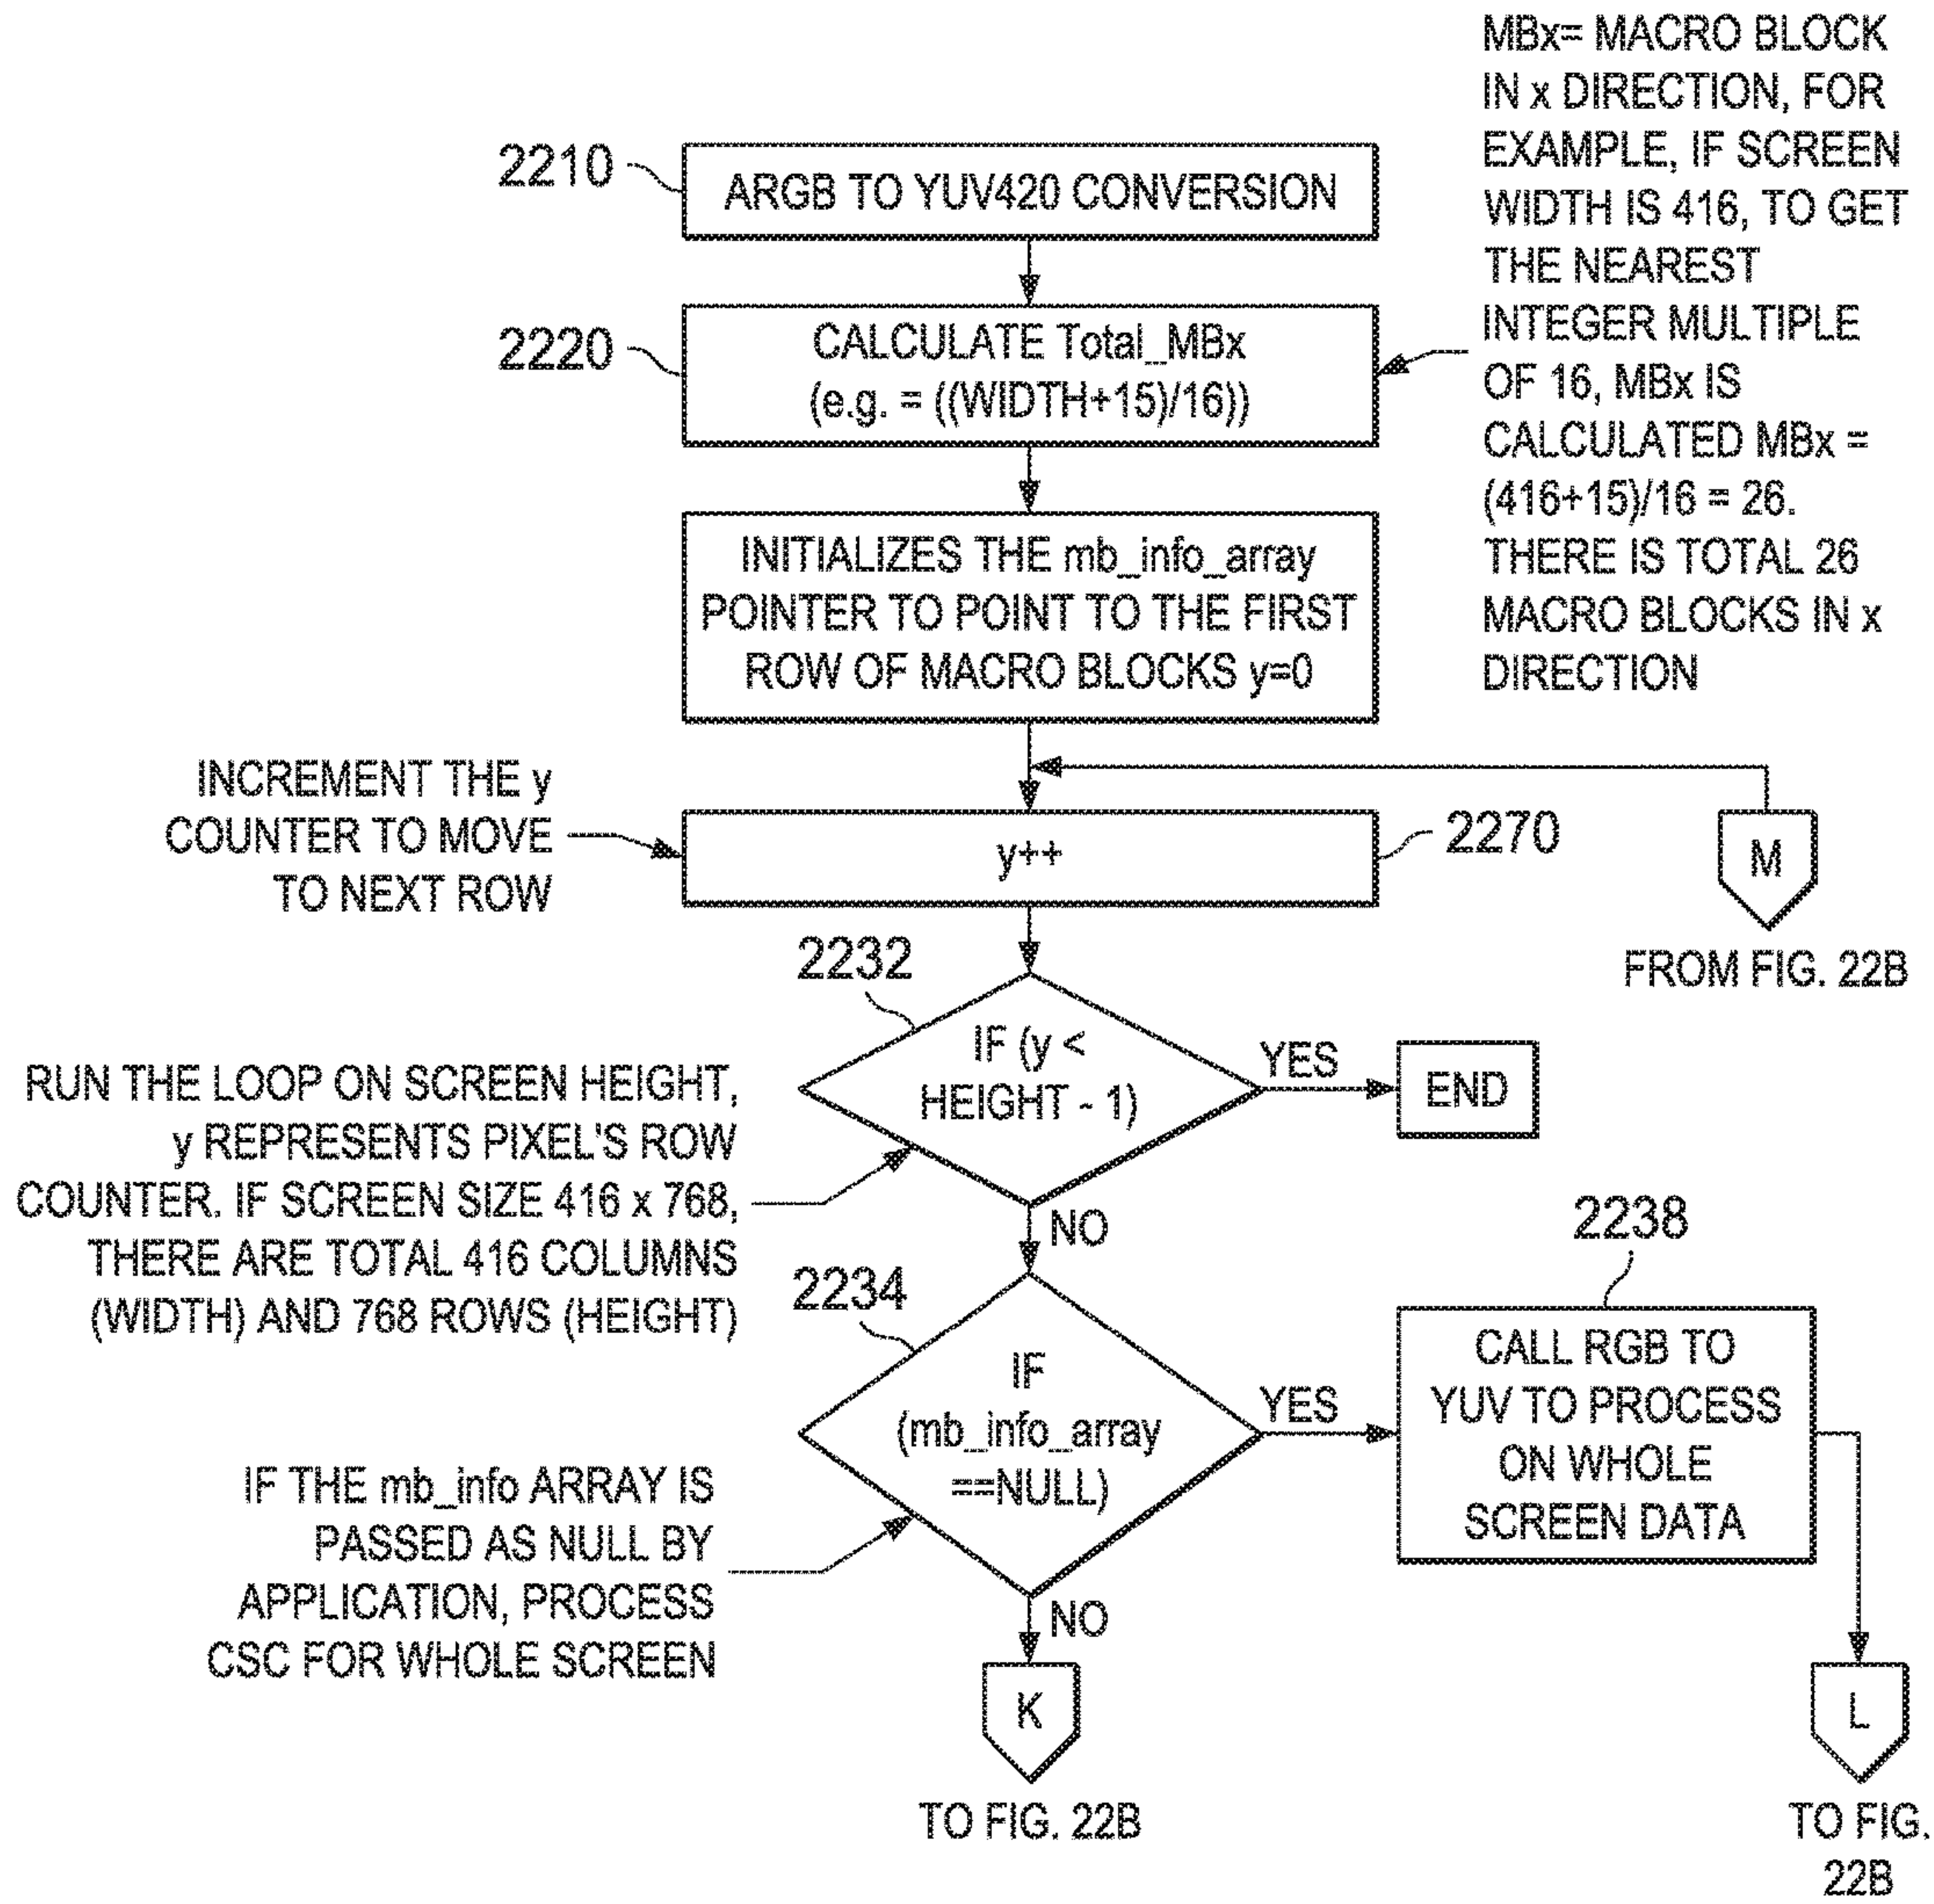 MBx= MACRO BLOCK
IN x DIRECTION, FOR
EXAMPLE, IF SCREEN
WIDTH IS 416, TO GET
THE NEAREST
INTEGER MULTIPLE
OF 16, MBx IS
CALCULATED MBx =
(416+15)/16 = 26.
THERE IS TOTAL 26
MACRO BLOCKS IN x
DIRECTION
2210
ARGB TO YUV420 CONVERSION
2220
CALCULATE Total_MBx
(e.g. = ((WIDTH+15)/16))
INITIALIZES THE mb_info_array
POINTER TO POINT TO THE FIRST
ROW OF MACRO BLOCKS y=0
INCREMENT THE y
COUNTER TO MOVE
TO NEXT ROW
y++
2270
M
FROM FIG. 22B
2232
IF (y <
HEIGHT - 1)
YES
END
RUN THE LOOP ON SCREEN HEIGHT,
y REPRESENTS PIXEL'S ROW
COUNTER. IF SCREEN SIZE 416 x 768,
THERE ARE TOTAL 416 COLUMNS
(WIDTH) AND 768 ROWS (HEIGHT)
NO
2234
IF
(mb_info_array
==NULL)
YES
2238
CALL RGB TO
YUV TO PROCESS
ON WHOLE
SCREEN DATA
IF THE mb_info ARRAY IS
PASSED AS NULL BY
APPLICATION, PROCESS
CSC FOR WHOLE SCREEN
NO
K
TO FIG. 22B
L
TO FIG.
22B